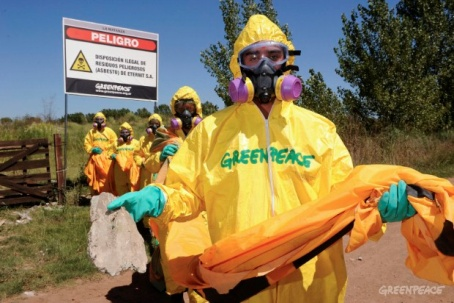 PELIGRO
DISPOSICIÓN ILEGAL DE
RESIDUOS PELIGROSOS
(ASBESTO) DE ETERNIT S.A.
GREENPEACE
GREENPEACE
©GREENPEACE